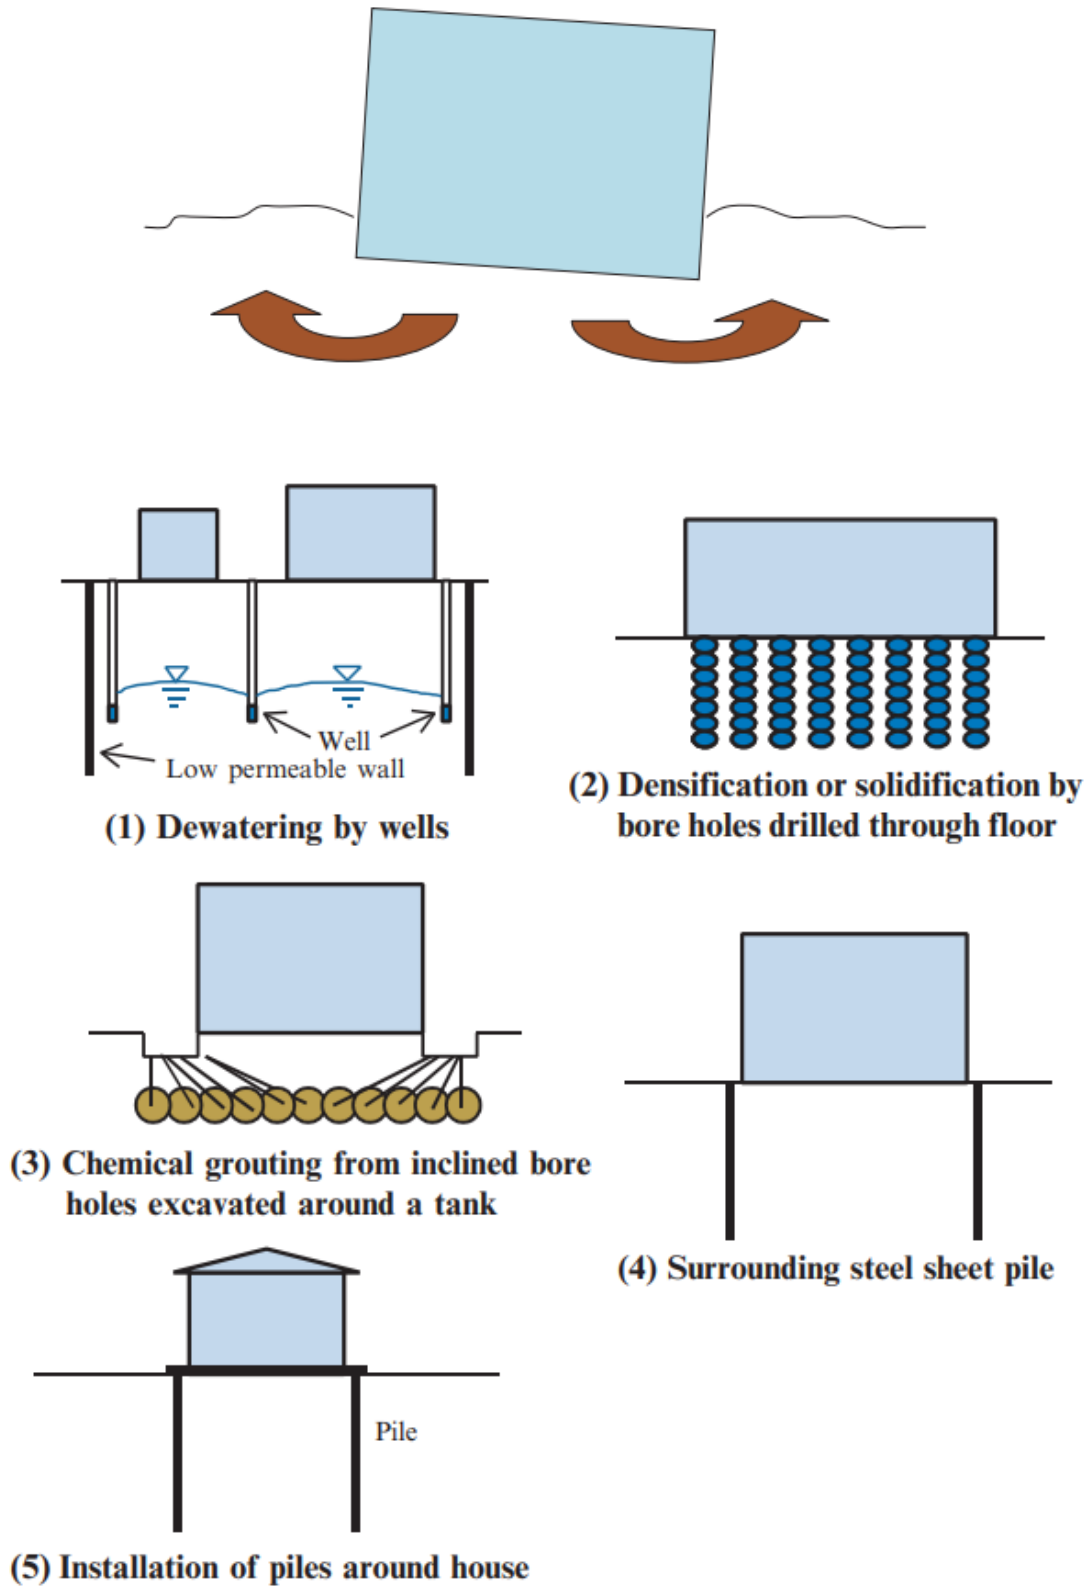 Well
Low permeable wall
(1) Dewatering by wells
(2) Densification or solidification by
bore holes drilled through floor
(3) Chemical grouting from inclined bore
holes excavated around a tank
(4) Surrounding steel sheet pile
Pile
(5) Installation of piles around house